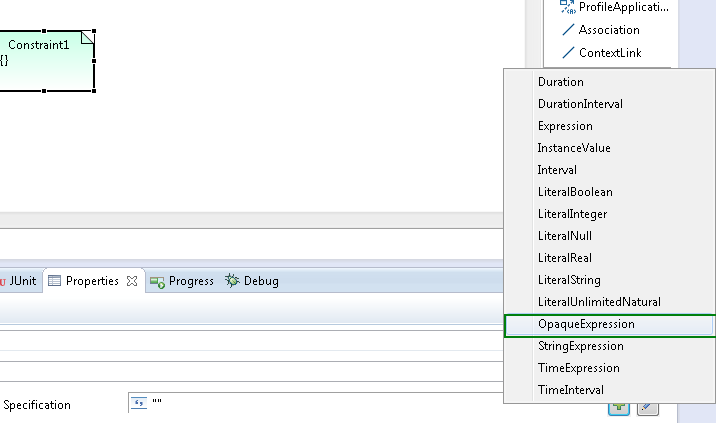 ProfileApplicati...
Association
ContextLink
Constraint1
{}
Duration
DurationInterval
Expression
InstanceValue
Interval
LiteralBoolean
LiteralInteger
LiteralNull
LiteralReal
LiteralString
LiteralUnlimitedNatural
OpaqueExpression
StringExpression
TimeExpression
TimeInterval
JUnit Properties Progress Debug
Specification ""